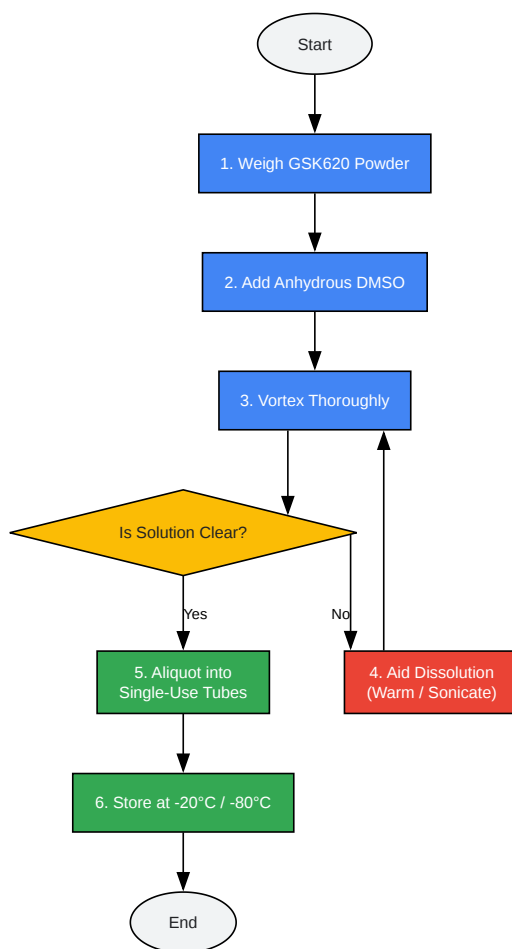 Start
1. Weigh GSK620 Powder
2. Add Anhydrous DMSO
3. Vortex Thoroughly
Is Solution Clear?
Yes
No
5. Aliquot into
Single-Use Tubes
4. Aid Dissolution
(Warm / Sonicate)
6. Store at -20°C / -80°C
End